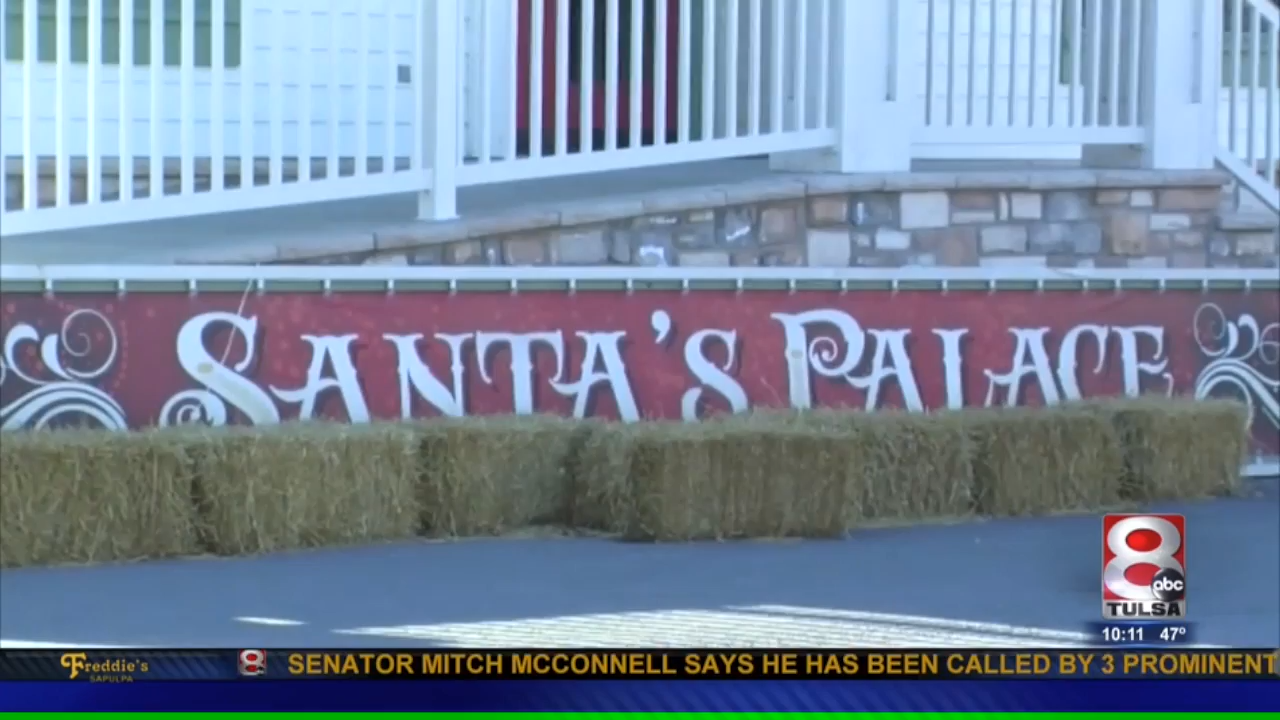 SANTA'S PALACE
8
abc
TULSA
10:11 47º
Freddie's
SAPULPA
8
SENATOR MITCH MCCONNELL SAYS HE HAS BEEN CALLED BY 3 PROMINENT